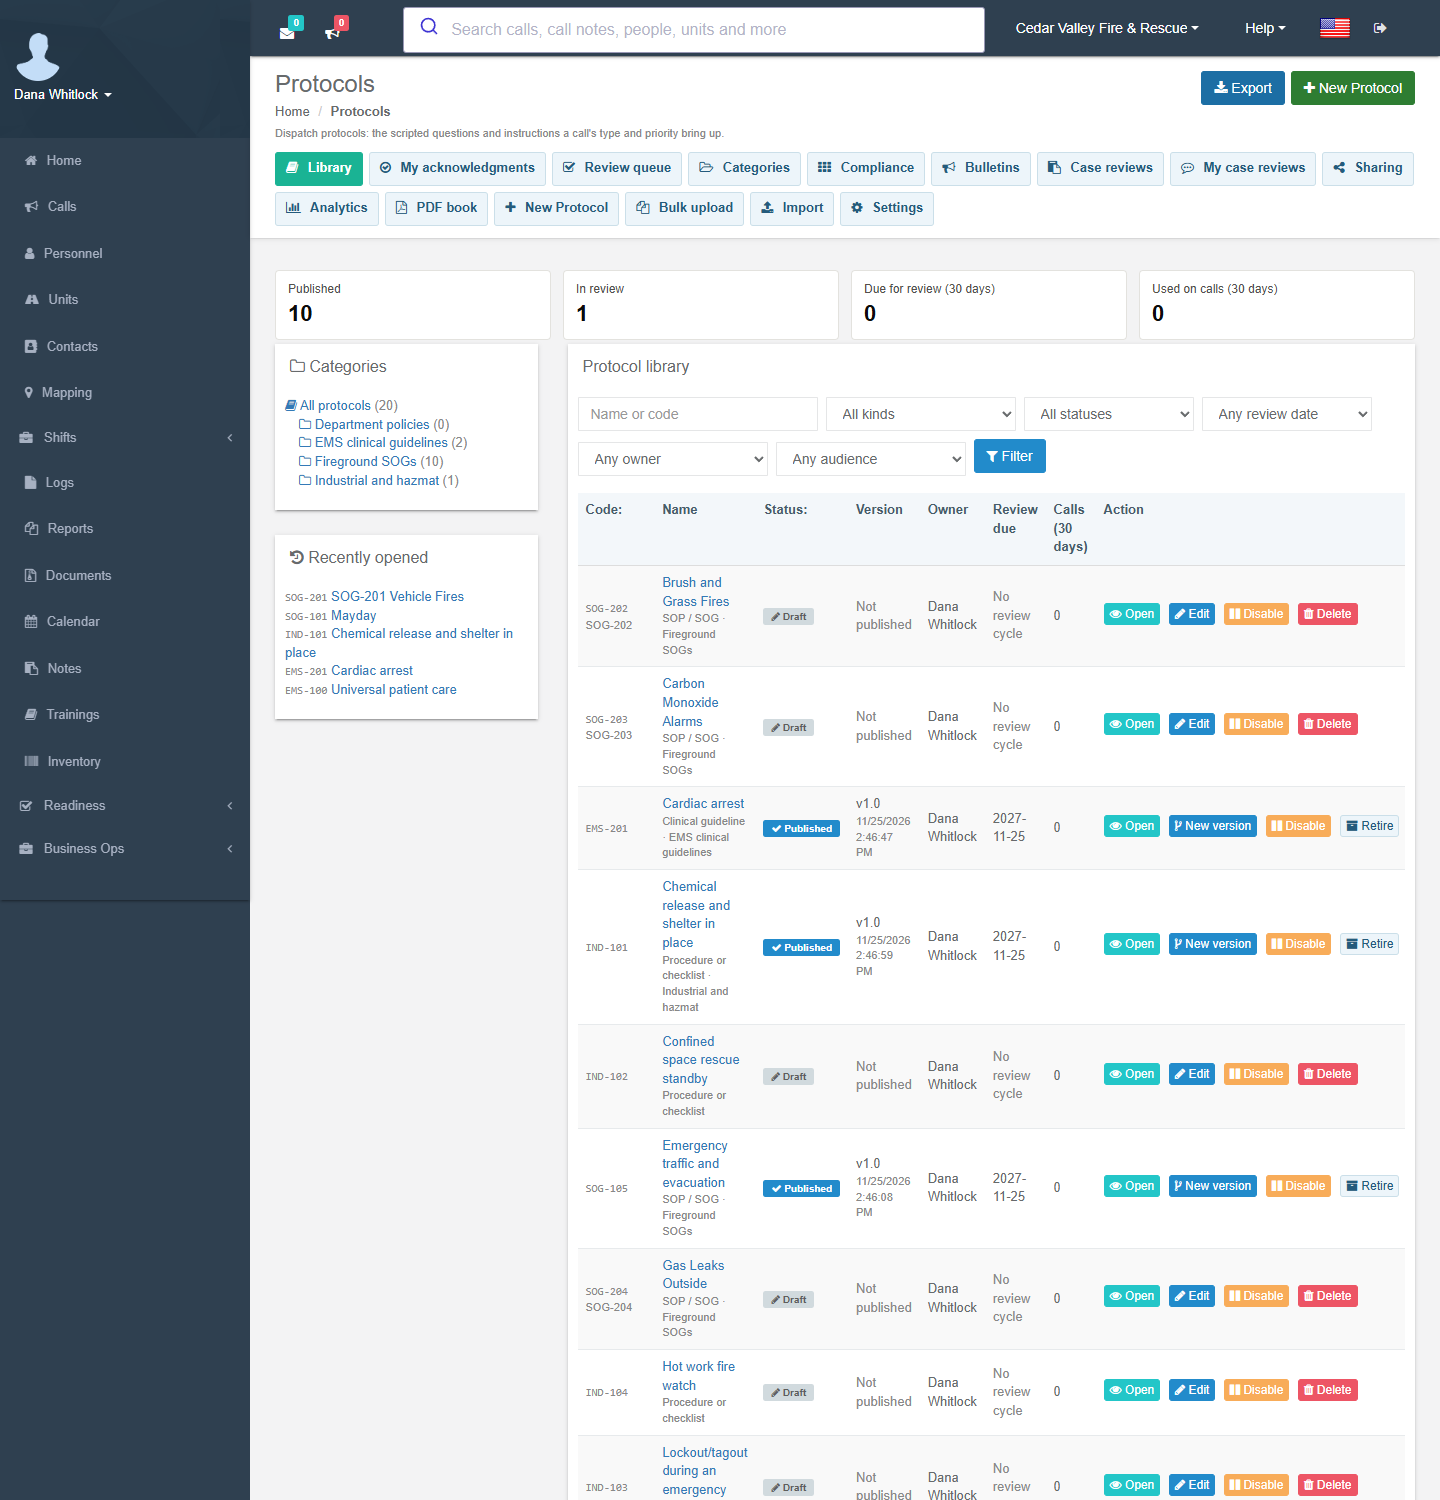 0
0
Search calls, call notes, people, units and more
Cedar Valley Fire & Rescue
Help
Dana Whitlock
Home
Calls
Personnel
Units
Contacts
Mapping
Shifts
Logs
Reports
Documents
Calendar
Notes
Trainings
Inventory
Readiness
Business Ops
Protocols
Home / Protocols
Dispatch protocols: the scripted questions and instructions a call's type and priority bring up.
Export
New Protocol
Library
My acknowledgments
Review queue
Categories
Compliance
Bulletins
Case reviews
My case reviews
Sharing
Analytics
PDF book
New Protocol
Bulk upload
Import
Settings
Published
10
In review
1
Due for review (30 days)
0
Used on calls (30 days)
0
Categories
All protocols (20)
Department policies (0)
EMS clinical guidelines (2)
Fireground SOGs (10)
Industrial and hazmat (1)
Recently opened
SOG-201 SOG-201 Vehicle Fires
SOG-101 Mayday
IND-101 Chemical release and shelter in
place
EMS-201 Cardiac arrest
EMS-100 Universal patient care
Protocol library
Name or code
All kinds
All statuses
Any review date
Any owner
Any audience
Filter
Code:
Name
Status:
Version
Owner
Review
due
Calls
(30
days)
Action
SOG-202
SOG-202
Brush and
Grass Fires
SOP / SOG ·
Fireground
SOGs
Draft
Not
published
Dana
Whitlock
No
review
cycle
0
Open
Edit
Disable
Delete
SOG-203
SOG-203
Carbon
Monoxide
Alarms
SOP / SOG ·
Fireground
SOGs
Draft
Not
published
Dana
Whitlock
No
review
cycle
0
Open
Edit
Disable
Delete
EMS-201
Cardiac arrest
Clinical guideline
· EMS clinical
guidelines
Published
v1.0
11/25/2026
2:46:47
PM
Dana
Whitlock
2027-
11-25
0
Open
New version
Disable
Retire
IND-101
Chemical
release and
shelter in
place
Procedure or
checklist ·
Industrial and
hazmat
Published
v1.0
11/25/2026
2:46:59
PM
Dana
Whitlock
2027-
11-25
0
Open
New version
Disable
Retire
IND-102
Confined
space rescue
standby
Procedure or
checklist
Draft
Not
published
Dana
Whitlock
No
review
cycle
0
Open
Edit
Disable
Delete
SOG-105
Emergency
traffic and
evacuation
SOP / SOG ·
Fireground
SOGs
Published
v1.0
11/25/2026
2:46:08
PM
Dana
Whitlock
2027-
11-25
0
Open
New version
Disable
Retire
SOG-204
SOG-204
Gas Leaks
Outside
SOP / SOG ·
Fireground
SOGs
Draft
Not
published
Dana
Whitlock
No
review
cycle
0
Open
Edit
Disable
Delete
IND-104
Hot work fire
watch
Procedure or
checklist
Draft
Not
published
Dana
Whitlock
No
review
cycle
0
Open
Edit
Disable
Delete
IND-103
Lockout/tagout
during an
emergency
Draft
Not
published
Dana
Whitlock
No
review
0
Open
Edit
Disable
Delete